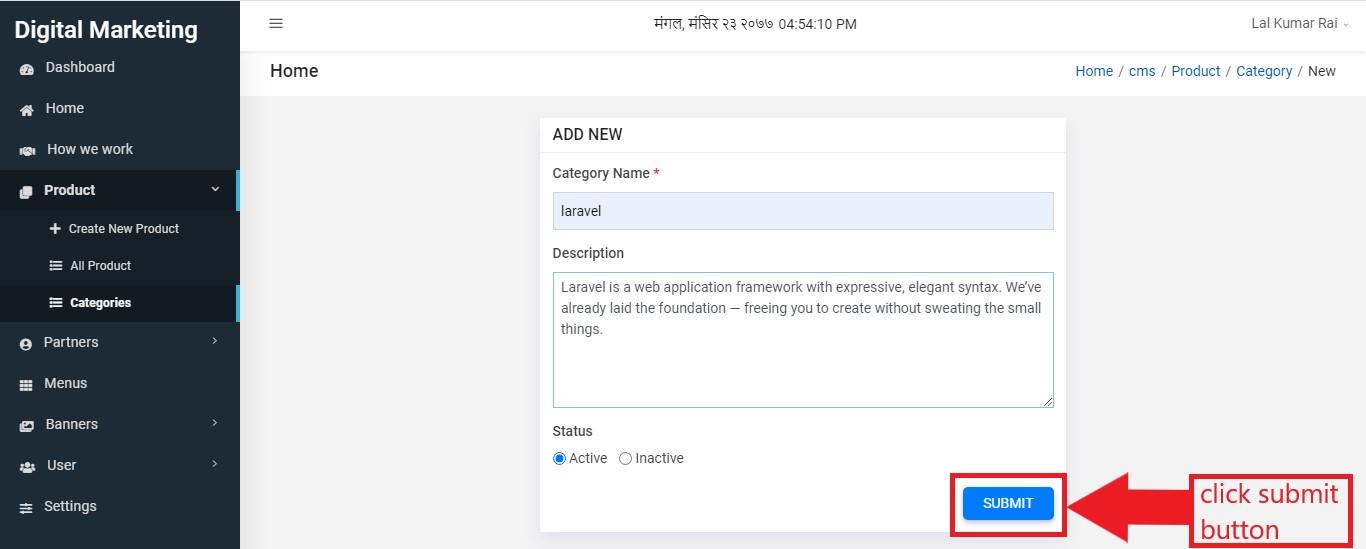 Digital Marketing
मंगल, मंसिर २३ २०७७ 04:54:10 PM
Lal Kumar Rai
Dashboard
Home
How we work
Product
Create New Product
All Product
Categories
Partners
Menus
Banners
User
Settings
Home
Home / cms / Product / Category / New
ADD NEW
Category Name *
laravel
Description
Laravel is a web application framework with expressive, elegant syntax. We’ve
already laid the foundation — freeing you to create without sweating the small
things.
Status
Active Inactive
SUBMIT
click submit
button